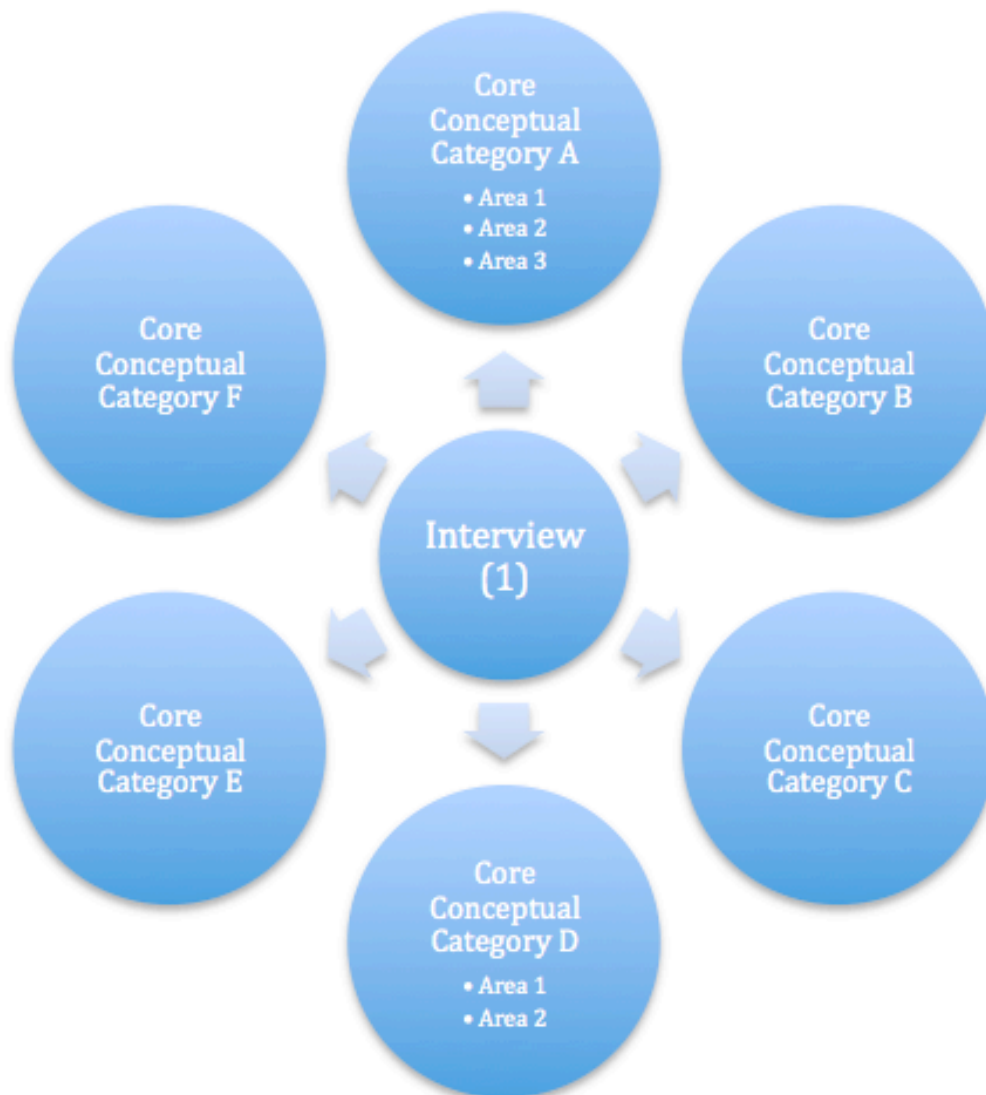 Core
Conceptual
Category A
• Area 1
• Area 2
• Area 3
Core
Conceptual
Category F
Core
Conceptual
Category B
Interview
(1)
Core
Conceptual
Category E
Core
Conceptual
Category C
Core
Conceptual
Category D
• Area 1
• Area 2